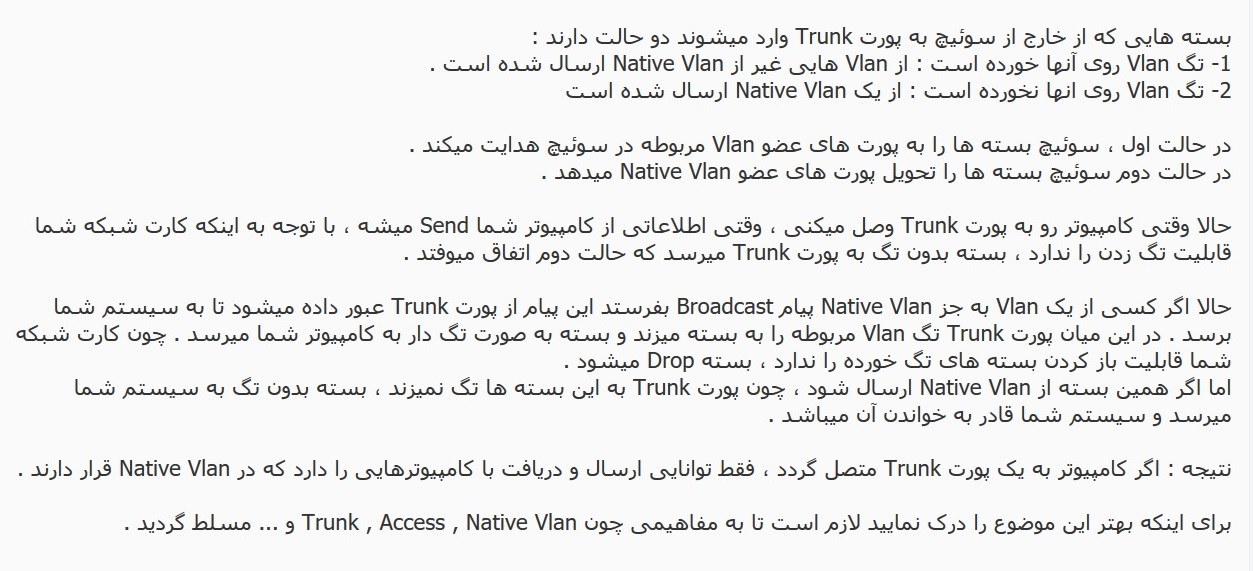 بسته هایی که از خارج از سوئیچ به پورت Trunk وارد میشوند دو حالت دارند :
1- تگ Vlan روی آنها خورده است : از Vlan هایی غیر از Native Vlan ارسال شده است .
2- تگ Vlan روی انها نخورده است : از یک Native Vlan ارسال شده است
در حالت اول ، سوئیچ بسته ها را به پورت های عضو Vlan مربوطه در سوئیچ هدایت میکند .
در حالت دوم سوئیچ بسته ها را تحویل پورت های عضو Native Vlan میدهد .
حالا وقتی کامپیوتر رو به پورت Trunk وصل میکنی ، وقتی اطلاعاتی از کامپیوتر شما Send میشه ، با توجه به اینکه کارت شبکه شما
قابلیت تگ زدن را ندارد ، بسته بدون تگ به پورت Trunk میرسد که حالت دوم اتفاق میوفتد .
حالا اگر کسی از یک Vlan به جز Native Vlan پیام Broadcast بفرستد این پیام از پورت Trunk عبور داده میشود تا به سیستم شما
برسد . در این میان پورت Trunk تگ Vlan مربوطه را به بسته میزند و بسته به صورت تگ دار به کامپیوتر شما میرسد . چون کارت شبکه
شما قابلیت باز کردن بسته های تگ خورده را ندارد ، بسته Drop میشود .
اما اگر همین بسته از Native Vlan ارسال شود ، چون پورت Trunk به این بسته ها تگ نمیزند ، بسته بدون تگ به سیستم شما
میرسد و سیستم شما قادر به خواندن آن میباشد .
نتیجه : اگر کامپیوتر به یک پورت Trunk متصل گردد ، فقط توانایی ارسال و دریافت با کامپیوترهایی را دارد که در Native Vlan قرار دارند .
برای اینکه بهتر این موضوع را درک نمایید لازم است تا به مفاهیمی چون Trunk , Access , Native Vlan و ... مسلط گردید .